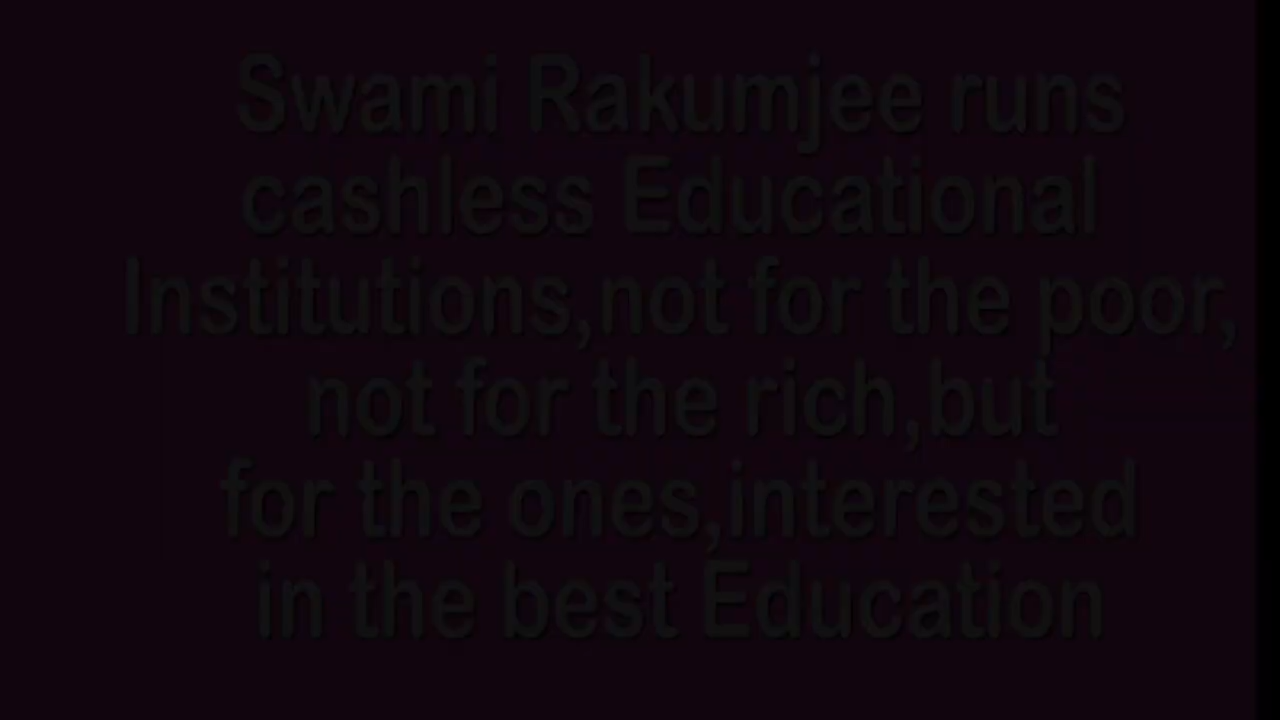 Swami Rakumjee runs
cashless Educational
Institutions,not for the poor,
not for the rich,but
for the ones,interested
in the best Education